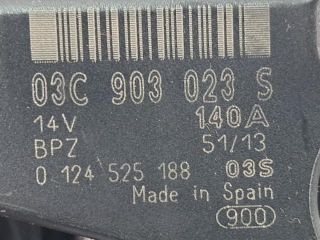 03C 903 023 S
14V 140A
BPZ 51/13
0 124 525 188 03S
Made in Spain
900